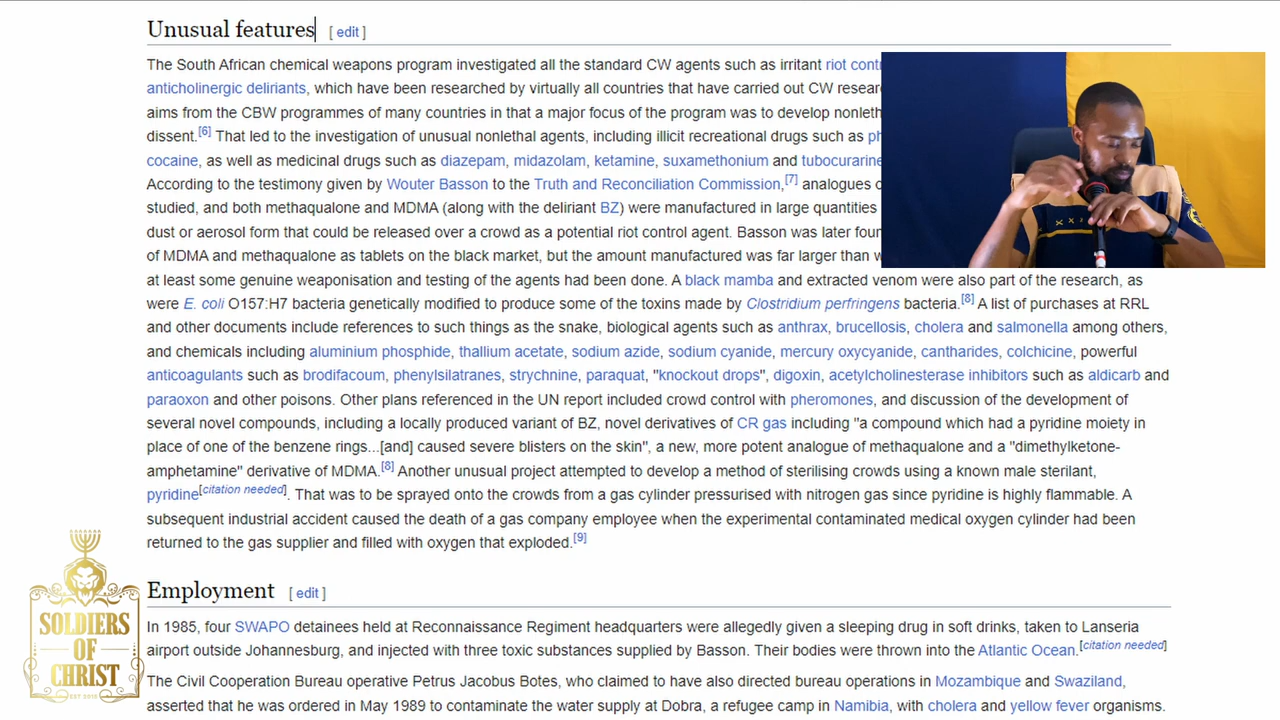 Unusual features [ edit ]
The South African chemical weapons program investigated all the standard CW agents such as irritant riot
anticholinergic deliriants, which have been researched by virtually all countries that have carried out CW
aims from the CBW programmes of many countries in that a major focus of the program was to develop
dissent.[6] That led to the investigation of unusual nonlethal agents, including illicit recreational drugs such as
cocaine, as well as medicinal drugs such as diazepam, midazolam, ketamine, suxamethonium and tubocurarine
According to the testimony given by Wouter Basson to the Truth and Reconciliation Commission,[7] analogues
studied, and both methaqualone and MDMA (along with the deliriant BZ) were manufactured in large quantities
dust or aerosol form that could be released over a crowd as a potential riot control agent. Basson was later
of MDMA and methaqualone as tablets on the black market, but the amount manufactured was far larger than
at least some genuine weaponisation and testing of the agents had been done. A black mamba and extracted venom were also part of the research, as
were E. coli O157:H7 bacteria genetically modified to produce some of the toxins made by Clostridium perfringens bacteria.[8] A list of purchases at RRL
and other documents include references to such things as the snake, biological agents such as anthrax, brucellosis, cholera and salmonella among others,
and chemicals including aluminium phosphide, thallium acetate, sodium azide, sodium cyanide, mercury oxycyanide, cantharides, colchicine, powerful
anticoagulants such as brodifacoum, phenylsilatranes, strychnine, paraquat, "knockout drops", digoxin, acetylcholinesterase inhibitors such as aldicarb and
paraoxon and other poisons. Other plans referenced in the UN report included crowd control with pheromones, and discussion of the development of
several novel compounds, including a locally produced variant of BZ, novel derivatives of CR gas including "a compound which had a pyridine moiety in
place of one of the benzene rings...[and] caused severe blisters on the skin", a new, more potent analogue of methaqualone and a "dimethylketone-
amphetamine" derivative of MDMA.[8] Another unusual project attempted to develop a method of sterilising crowds using a known male sterilant,
pyridine[citation needed]. That was to be sprayed onto the crowds from a gas cylinder pressurised with nitrogen gas since pyridine is highly flammable. A
subsequent industrial accident caused the death of a gas company employee when the experimental contaminated medical oxygen cylinder had been
returned to the gas supplier and filled with oxygen that exploded.[9]
Employment [ edit ]
In 1985, four SWAPO detainees held at Reconnaissance Regiment headquarters were allegedly given a sleeping drug in soft drinks, taken to Lanseria
airport outside Johannesburg, and injected with three toxic substances supplied by Basson. Their bodies were thrown into the Atlantic Ocean.[citation needed]
The Civil Cooperation Bureau operative Petrus Jacobus Botes, who claimed to have also directed bureau operations in Mozambique and Swaziland,
asserted that he was ordered in May 1989 to contaminate the water supply at Dobra, a refugee camp in Namibia, with cholera and yellow fever organisms.
SOLDIERS
OF
CHRIST